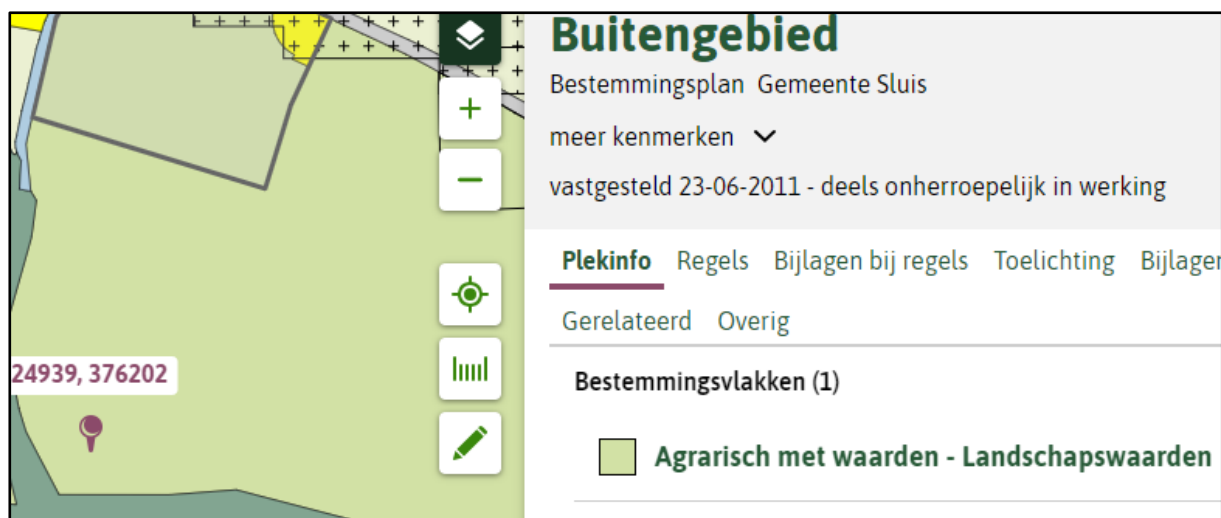 Buitengebied
Bestemmingsplan Gemeente Sluis
meer kenmerken
vastgesteld 23-06-2011 - deels onherroepelijk in werking
Plekinfo Regels Bijlagen bij regels Toelichting Bijlagen
Gerelateerd Overig
24939, 376202
Bestemmingsvlakken (1)
Agrarisch met waarden - Landschapswaarden